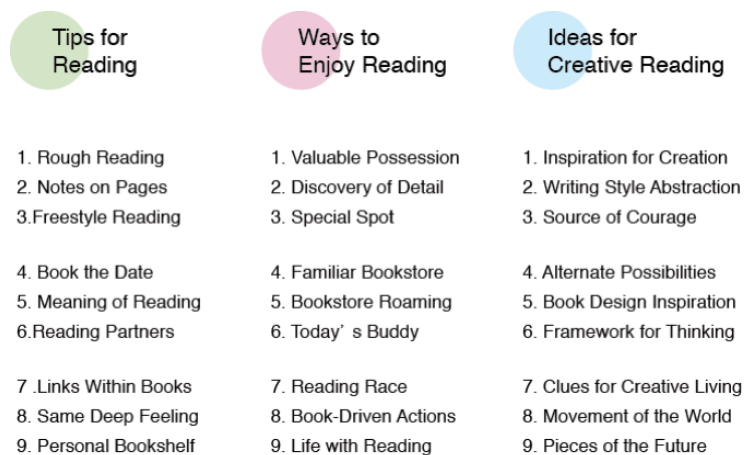 Tips for
Reading
1. Rough Reading
2. Notes on Pages
3.Freestyle Reading
4. Book the Date
5. Meaning of Reading
6.Reading Partners
7 .Links Within Books
8. Same Deep Feeling
9. Personal Bookshelf
Ways to
Enjoy Reading
1. Valuable Possession
2. Discovery of Detail
3. Special Spot
4. Familiar Bookstore
5. Bookstore Roaming
6. Today’ s Buddy
7. Reading Race
8. Book-Driven Actions
9. Life with Reading
Ideas for
Creative Reading
1. Inspiration for Creation
2. Writing Style Abstraction
3. Source of Courage
4. Alternate Possibilities
5. Book Design Inspiration
6. Framework for Thinking
7. Clues for Creative Living
8. Movement of the World
9. Pieces of the Future